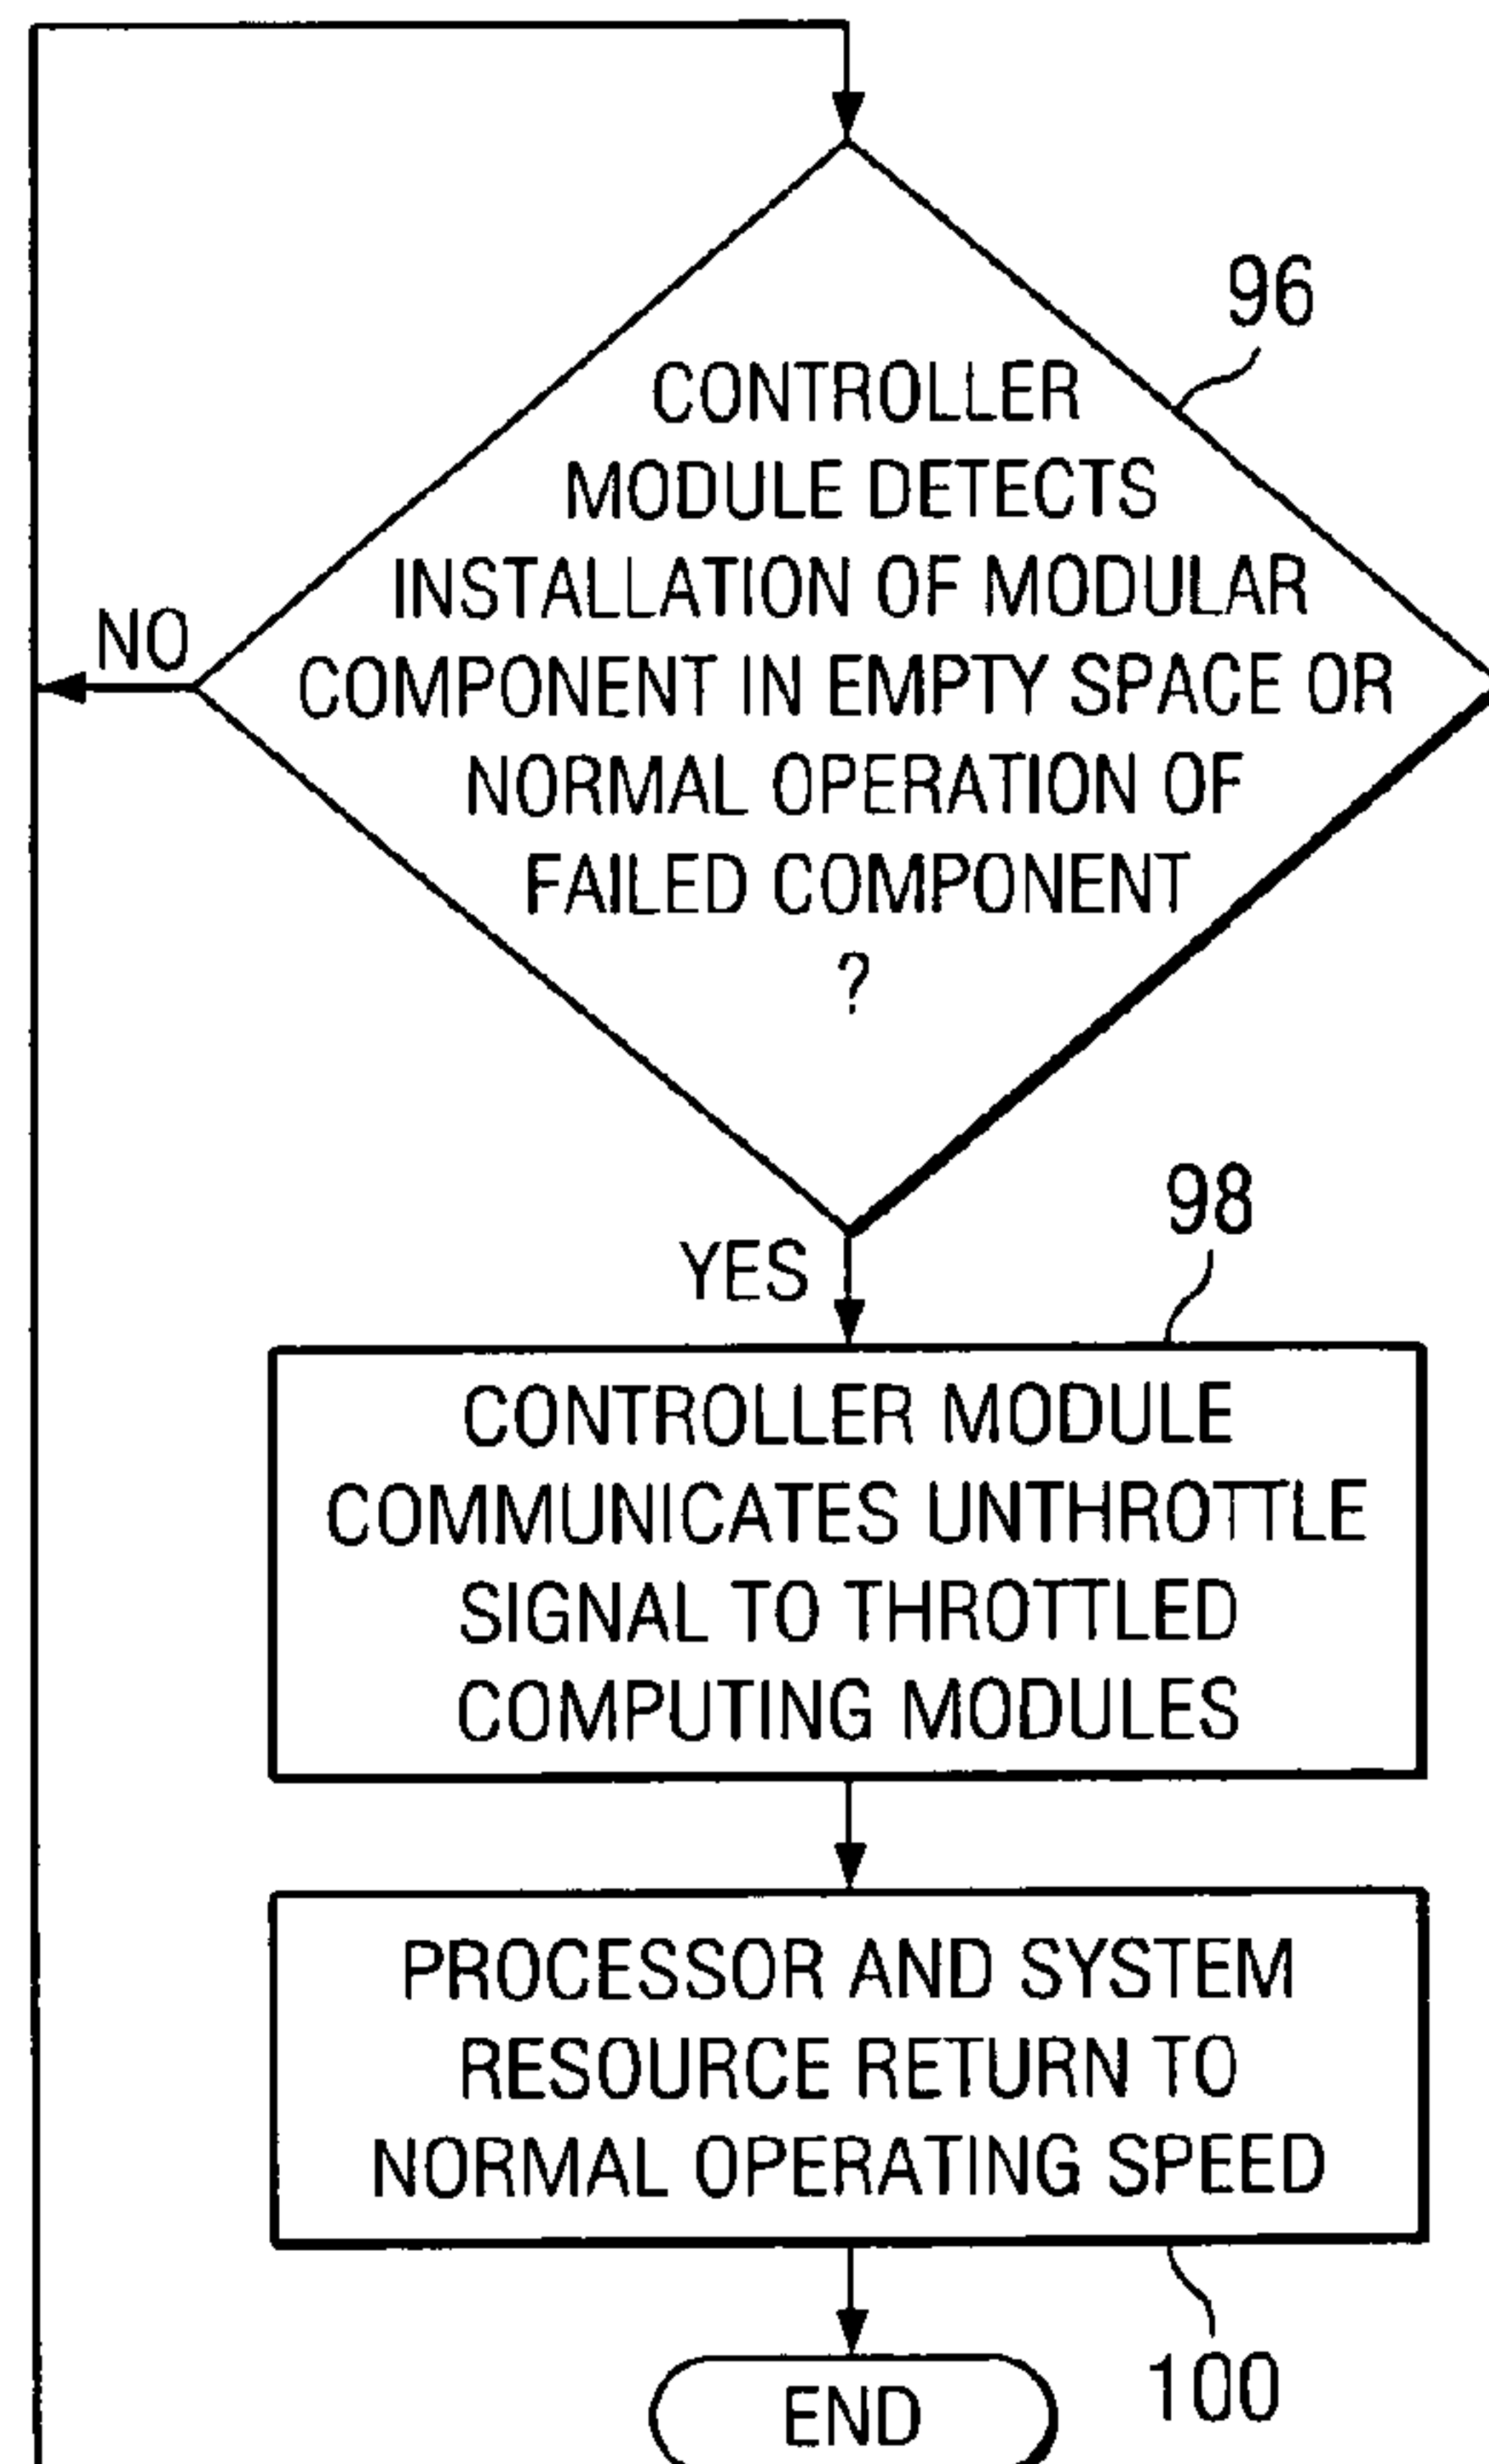 96
CONTROLLER
MODULE DETECTS
INSTALLATION OF MODULAR
COMPONENT IN EMPTY SPACE OR
NORMAL OPERATION OF
FAILED COMPONENT
?
NO
YES
98
CONTROLLER MODULE
COMMUNICATES UNTHROTTLE
SIGNAL TO THROTTLED
COMPUTING MODULES
PROCESSOR AND SYSTEM
RESOURCE RETURN TO
NORMAL OPERATING SPEED
100
END